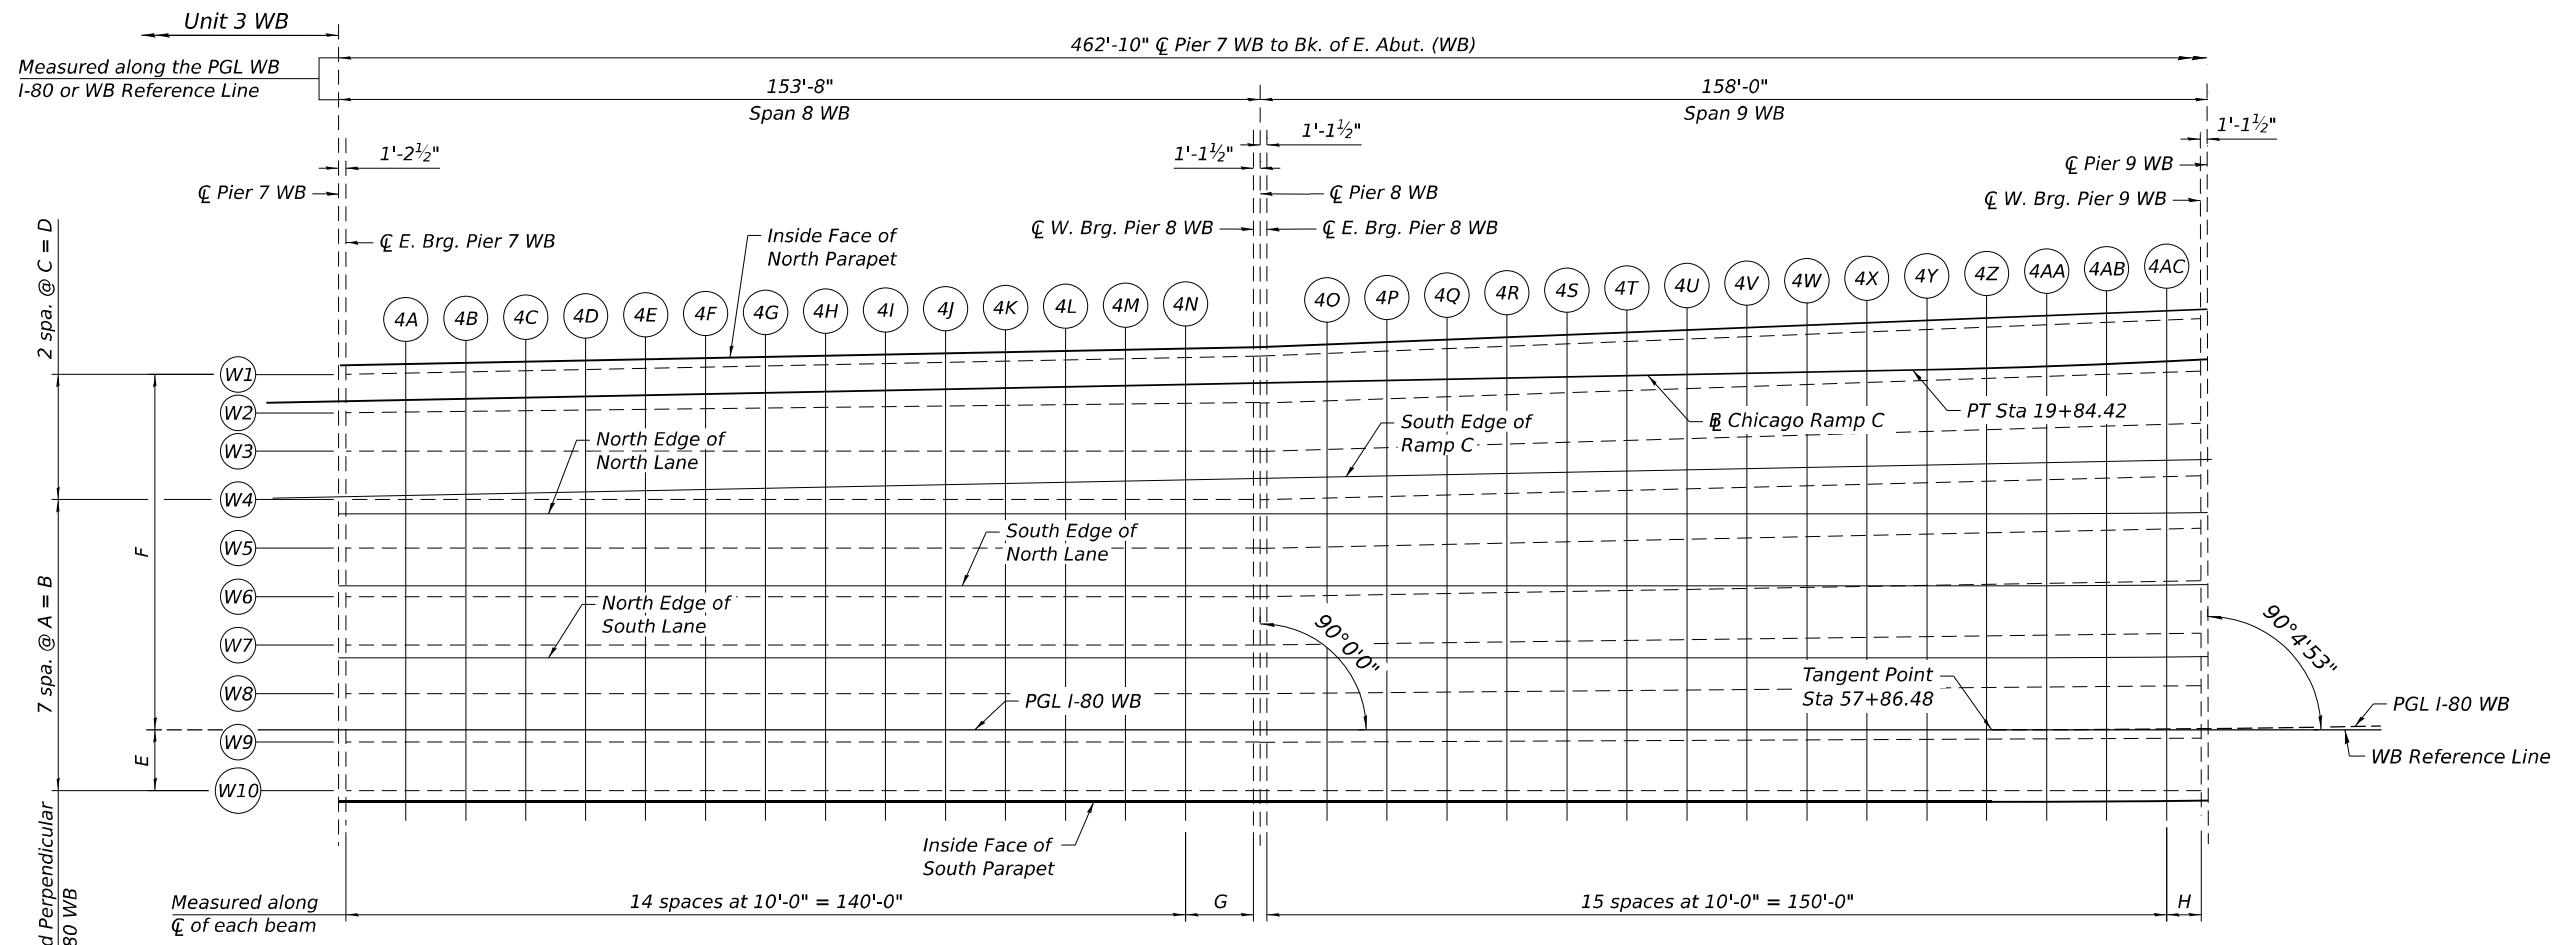 Unit 3 WB
462'-10" ℄ Pier 7 WB to Bk. of E. Abut. (WB)
Measured along the PGL WB
I-80 or WB Reference Line
153'-8"
Span 8 WB
158'-0"
Span 9 WB
1'-2½"
1'-1½"
1'-1½"
1'-1½"
℄ Pier 7 WB
℄ Pier 8 WB
℄ Pier 9 WB
℄ W. Brg. Pier 9 WB
℄ E. Brg. Pier 7 WB
℄ W. Brg. Pier 8 WB
℄ E. Brg. Pier 8 WB
2 spa. @ C = D
Inside Face of
North Parapet
4A
4B
4C
4D
4E
4F
4G
4H
4I
4J
4K
4L
4M
4N
4O
4P
4Q
4R
4S
4T
4U
4V
4W
4X
4Y
4Z
4AA
4AB
4AC
W1
W2
W3
W4
W5
W6
W7
W8
W9
W10
North Edge of
North Lane
South Edge of
Ramp C
Chicago Ramp C
PT Sta 19+84.42
South Edge of
North Lane
F
7 spa. @ A = B
North Edge of
South Lane
90°0'0"
90°4'53"
Tangent Point
Sta 57+86.48
PGL I-80 WB
PGL I-80 WB
WB Reference Line
E
Inside Face of
South Parapet
Perpendicular
80 WB
Measured along
℄ of each beam
14 spaces at 10'-0" = 140'-0"
G
15 spaces at 10'-0" = 150'-0"
H